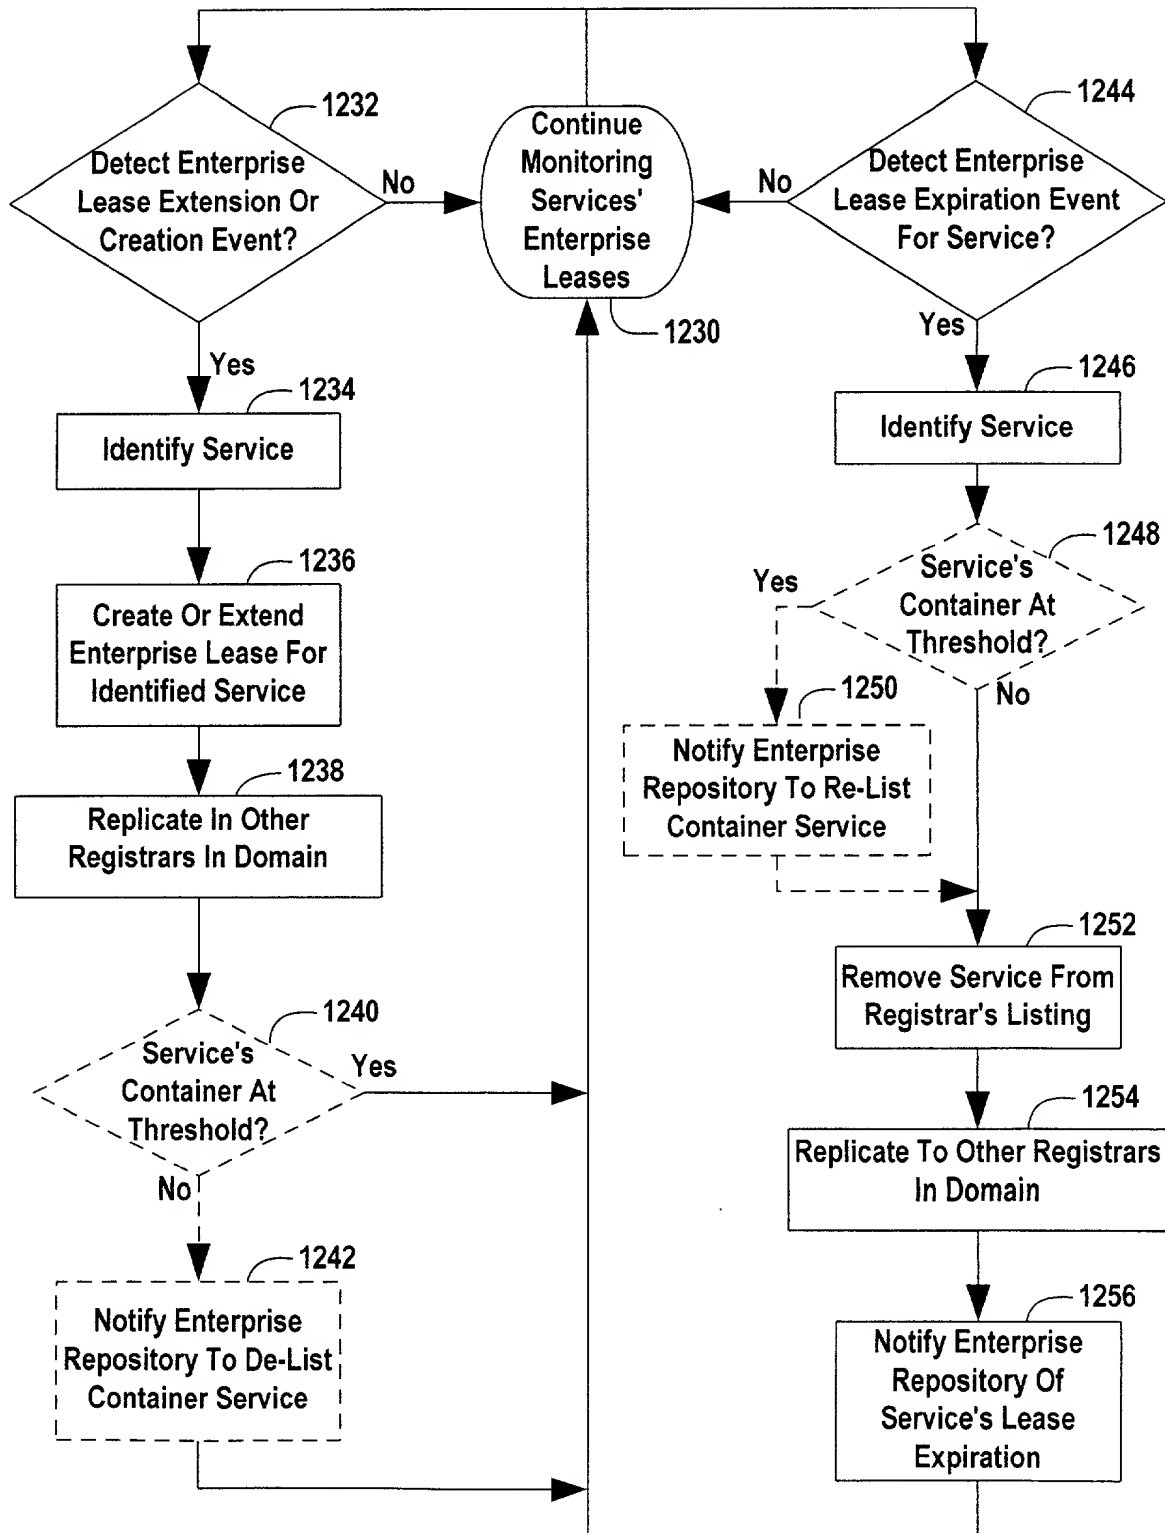 1232
Detect Enterprise
Lease Extension Or
Creation Event?
No
Yes
Continue
Monitoring
Services'
Enterprise
Leases
1230
1244
Detect Enterprise
Lease Expiration Event
For Service?
No
Yes
1234
Identify Service
1236
Create Or Extend
Enterprise Lease For
Identified Service
1238
Replicate In Other
Registrars In Domain
1240
Service's
Container At
Threshold?
Yes
No
1242
Notify Enterprise
Repository To De-List
Container Service
1246
Identify Service
1248
Service's
Container At
Threshold?
Yes
No
1250
Notify Enterprise
Repository To Re-List
Container Service
1252
Remove Service From
Registrar's Listing
1254
Replicate To Other Registrars
In Domain
1256
Notify Enterprise
Repository Of
Service's Lease
Expiration